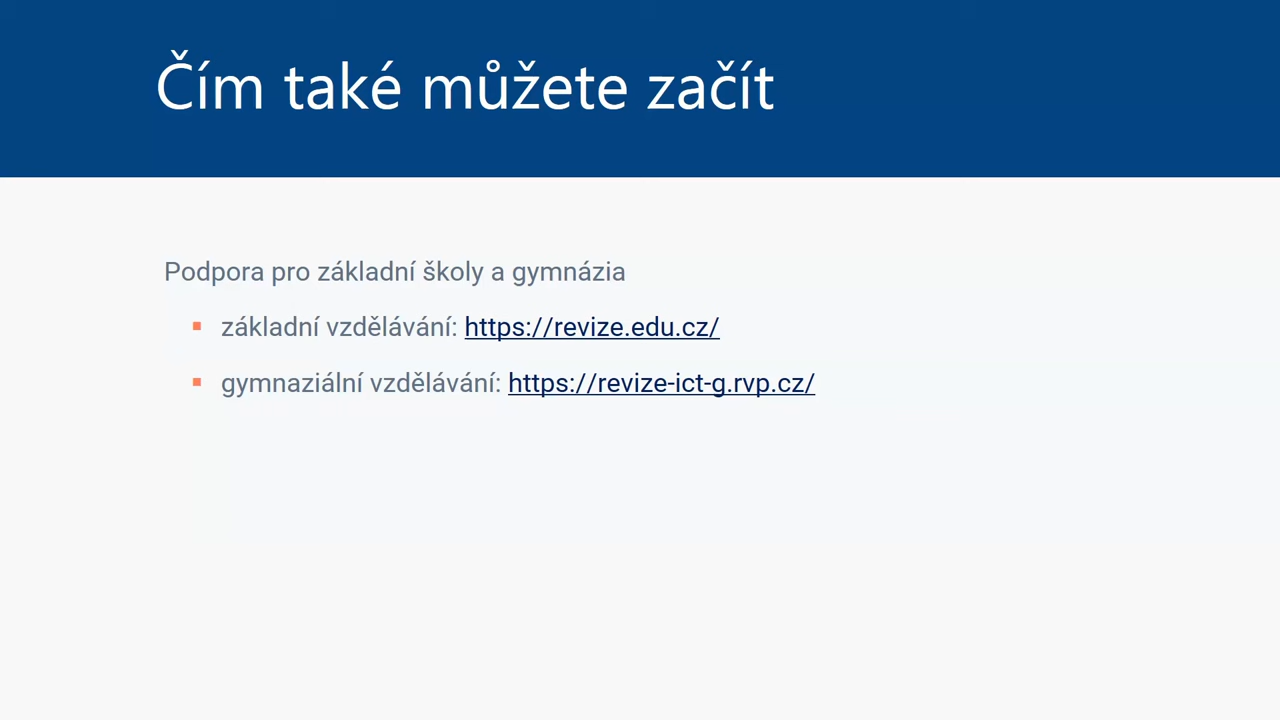 Čím také můžete začít
Podpora pro základní školy a gymnázia
základní vzdělávání: https://revize.edu.cz/
gymnaziální vzdělávání: https://revize-ict-g.rvp.cz/